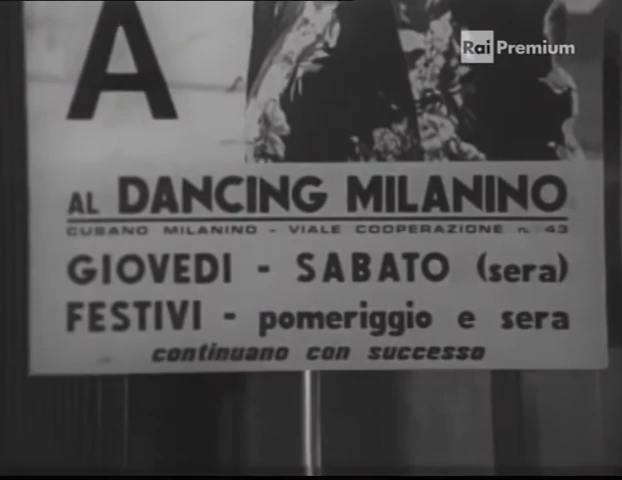 Rai Premium
A
AL DANCING MILANINO
CUSANO MILANINO - VIALE COOPERAZIONE n. 43
GIOVEDI - SABATO (sera)
FESTIVI - pomeriggio e sera
continuano con successo